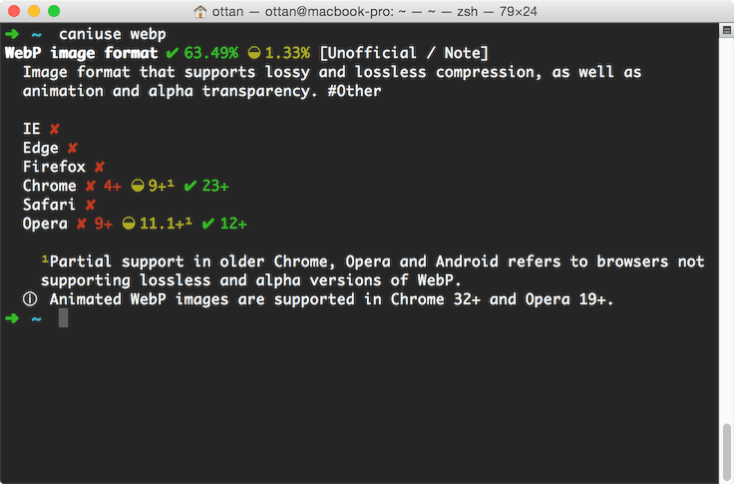 ottan — ottan@macbook-pro: ~ — ~ — zsh — 79×24
➜ ~ caniuse webp
WebP image format ✔ 63.49% ◒ 1.33% [Unofficial / Note]
Image format that supports lossy and lossless compression, as well as
animation and alpha transparency. #Other
IE ✘
Edge ✘
Firefox ✘
Chrome ✘ 4+ ◒ 9+¹ ✔ 23+
Safari ✘
Opera ✘ 9+ ◒ 11.1+¹ ✔ 12+
¹Partial support in older Chrome, Opera and Android refers to browsers not
supporting lossless and alpha versions of WebP.
ⓘ Animated WebP images are supported in Chrome 32+ and Opera 19+.
➜ ~